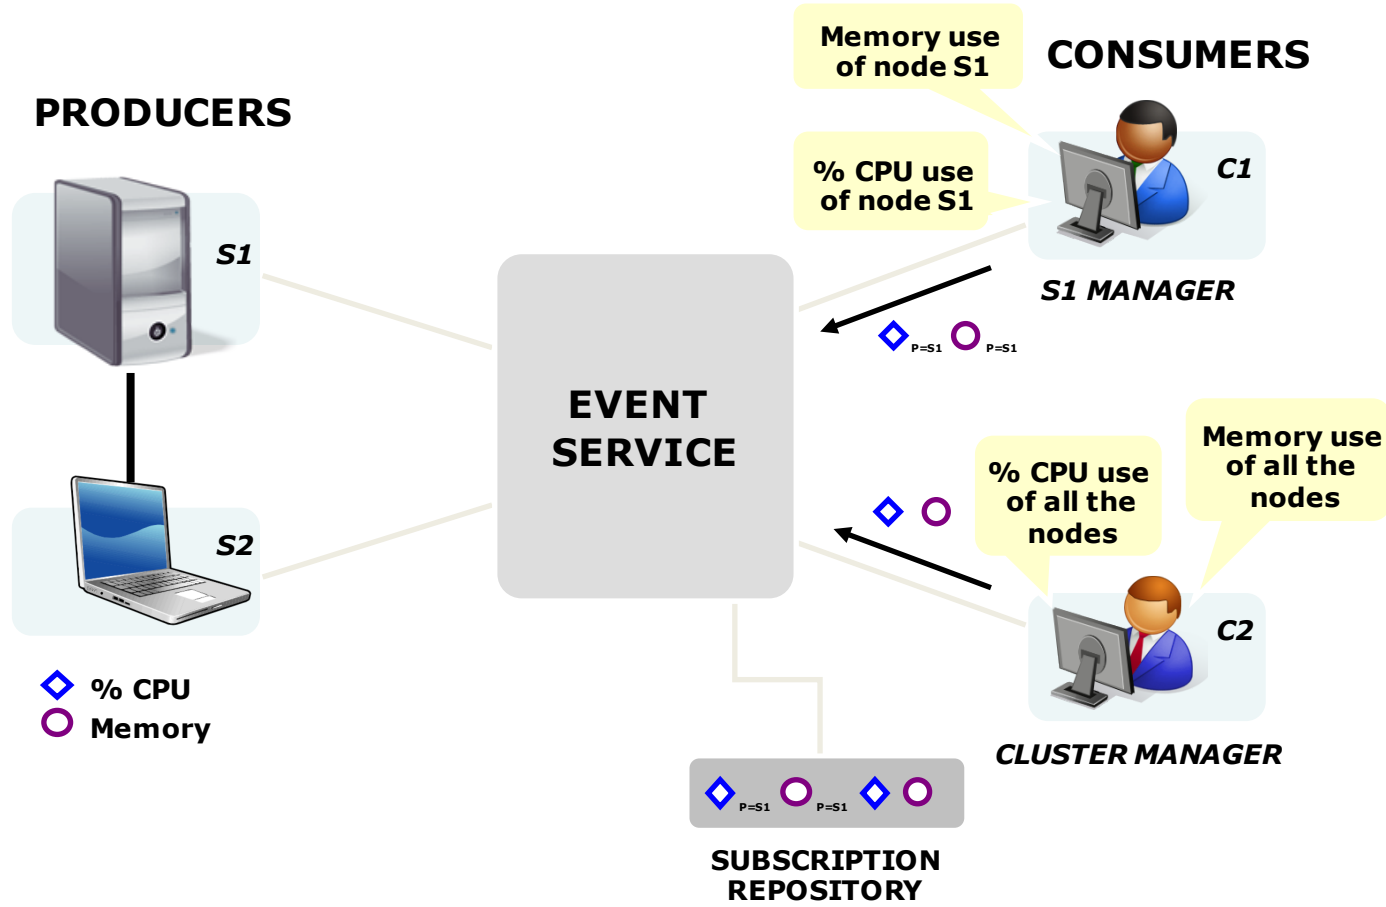 PRODUCERS
S1
S2
% CPU
Memory
EVENT
SERVICE
CONSUMERS
Memory use
of node S1
% CPU use
of node S1
C1
S1 MANAGER
P=S1
P=S1
% CPU use
of all the
nodes
Memory use
of all the
nodes
C2
CLUSTER MANAGER
P=S1
P=S1
SUBSCRIPTION
REPOSITORY